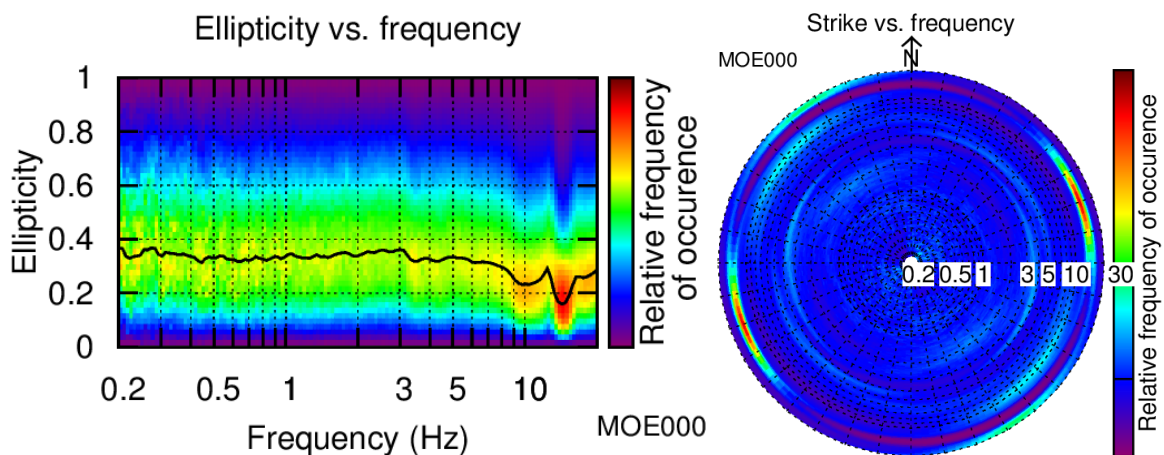 Ellipticity vs. frequency
Ellipticity
1
0.8
0.6
0.4
0.2
0
0.2 0.5 1 3 5 10
Frequency (Hz)
MOE000
Relative frequency
of occurence
Strike vs. frequency
N
MOE000
0.2 0.5 1 3 5 10 30
Relative frequency of occurence